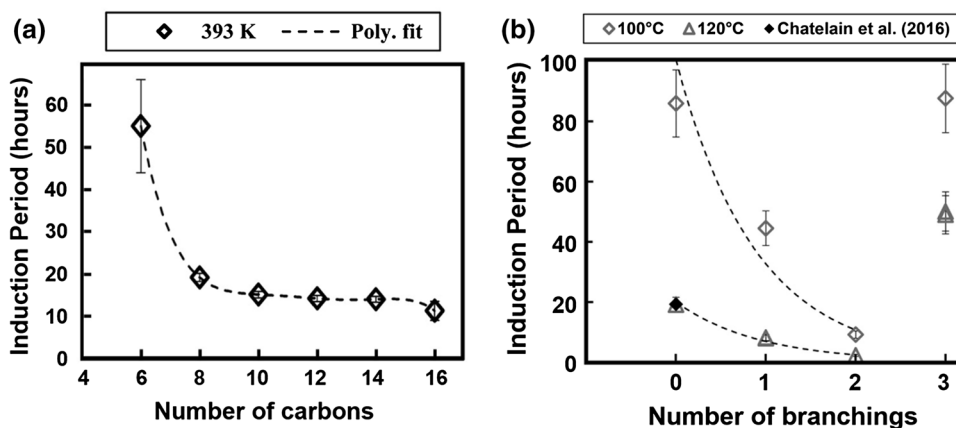 (a)
393 K
Poly. fit
Induction Period (hours)
60
50
40
30
20
10
0
4 6 8 10 12 14 16
Number of carbons
(b)
100°C 120°C Chatelain et al. (2016)
Induction Period (hours)
100
80
60
40
20
0
0 1 2 3
Number of branchings